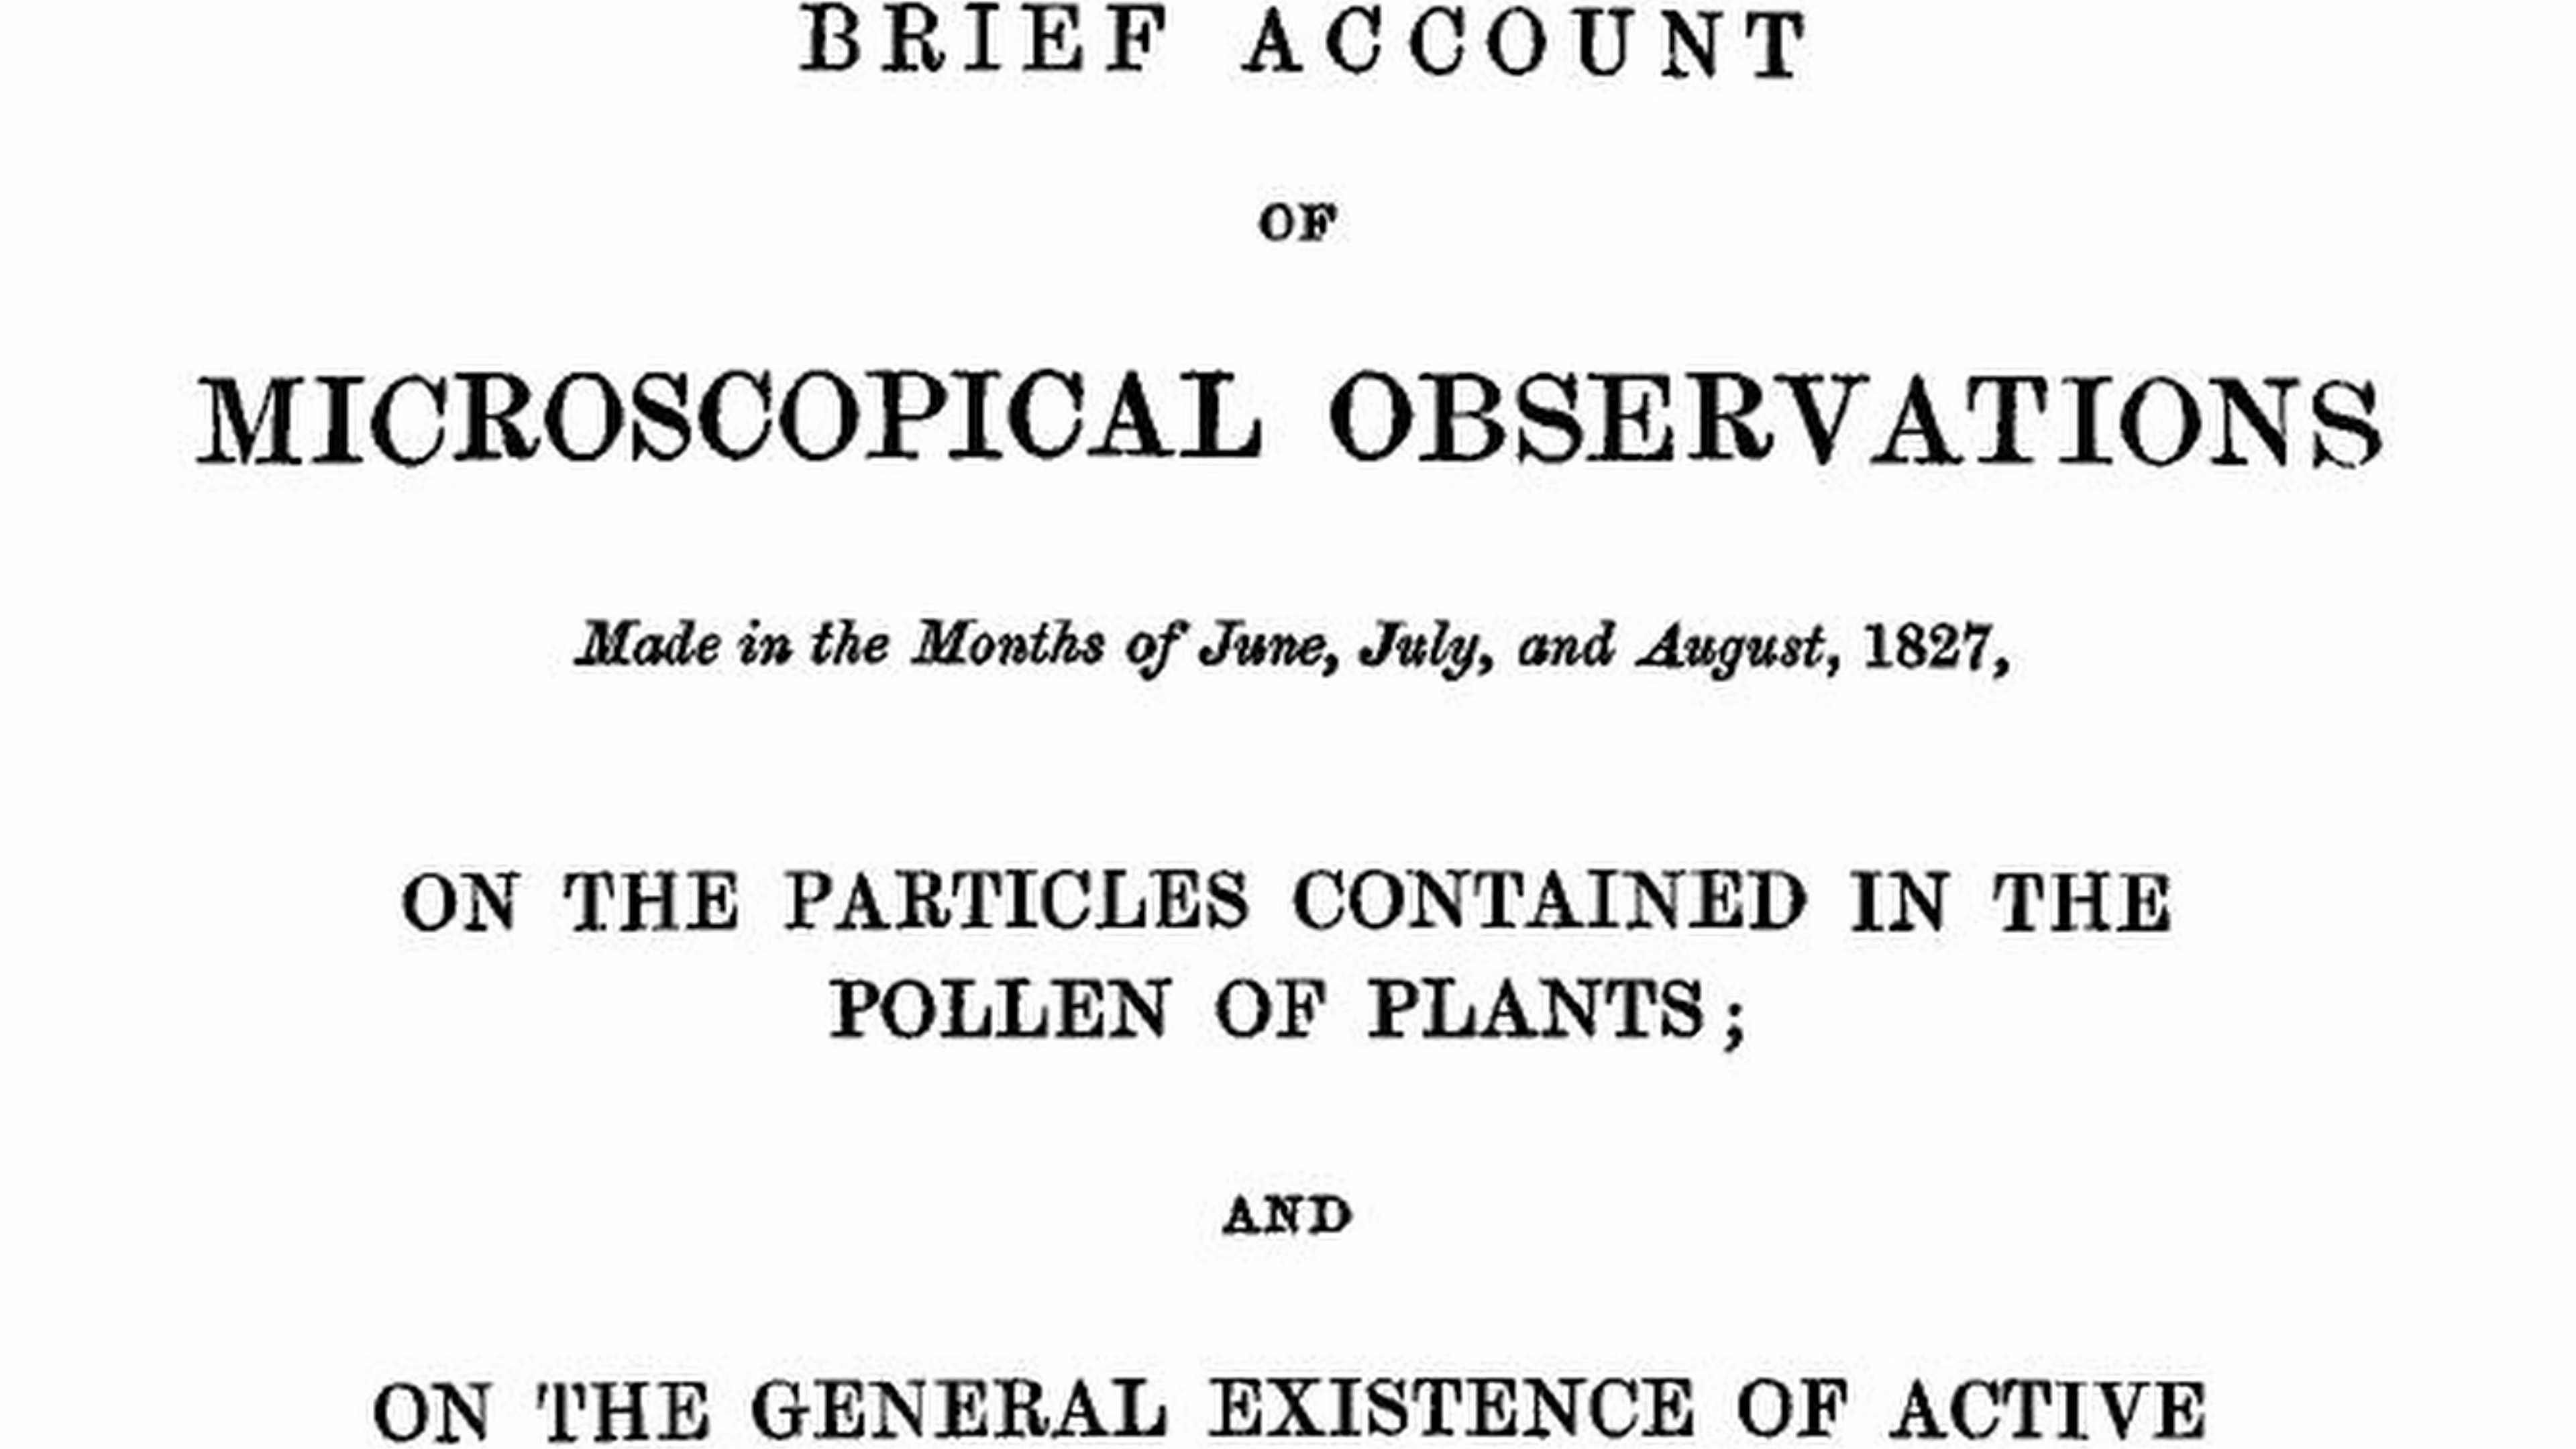 BRIEF ACCOUNT
OF
MICROSCOPICAL OBSERVATIONS
Made in the Months of June, July, and August, 1827,
ON THE PARTICLES CONTAINED IN THE
POLLEN OF PLANTS;
AND
ON THE GENERAL EXISTENCE OF ACTIVE